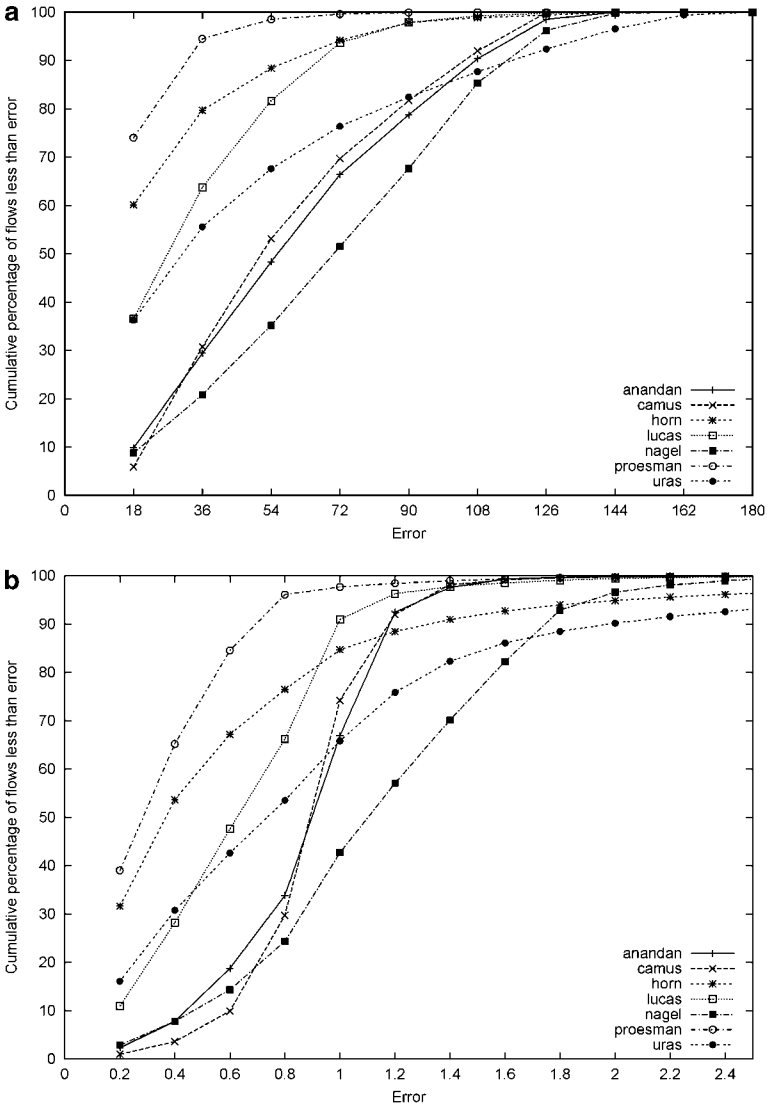 a
100
90
80
70
60
50
40
30
20
10
0
Cumulative percentage of flows less than error
anandan
camus
horn
lucas
nagel
proesman
uras
0 18 36 54 72 90 108 126 144 162 180
Error
b
100
90
80
70
60
50
40
30
20
10
0
Cumulative percentage of flows less than error
anandan
camus
horn
lucas
nagel
proesman
uras
0 0.2 0.4 0.6 0.8 1 1.2 1.4 1.6 1.8 2 2.2 2.4
Error